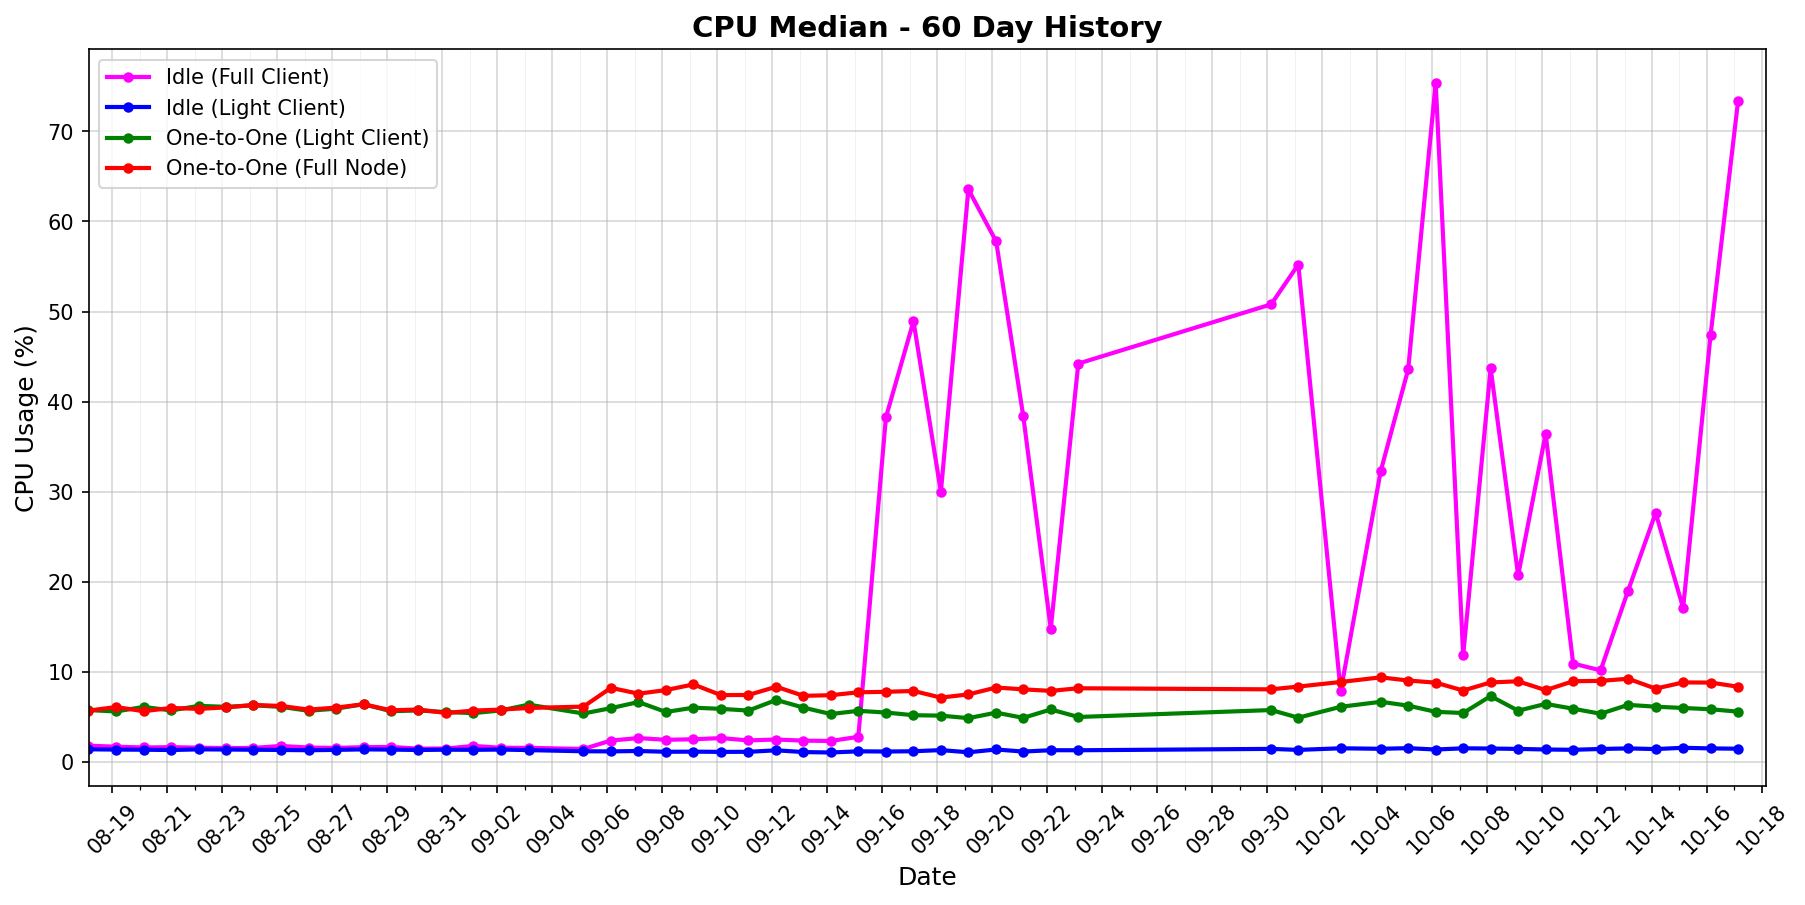 CPU Median - 60 Day History
Idle (Full Client)
Idle (Light Client)
One-to-One (Light Client)
One-to-One (Full Node)
CPU Usage (%)
70
60
50
40
30
20
10
0
08-19 08-21 08-23 08-25 08-27 08-29 08-31 09-02 09-04 09-06 09-08 09-10 09-12 09-14 09-16 09-18 09-20 09-22 09-24 09-26 09-28 09-30 10-02 10-04 10-06 10-08 10-10 10-12 10-14 10-16 10-18
Date